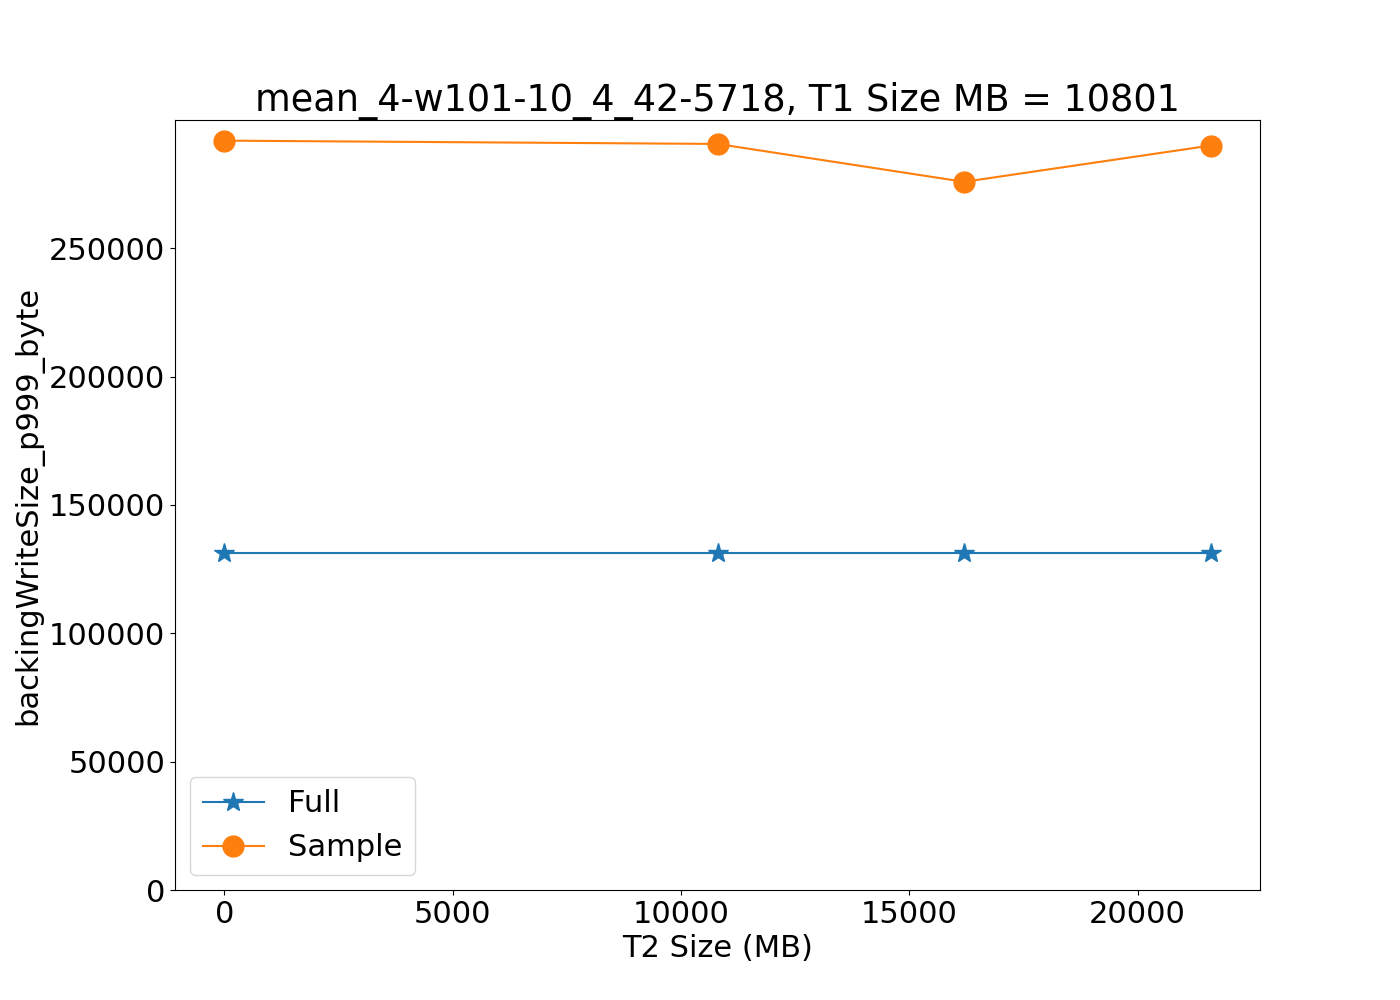 mean_4-w101-10_4_42-5718, T1 Size MB = 10801
backingWriteSize_p999_byte
250000
200000
150000
100000
50000
0
Full
Sample
0 5000 10000 15000 20000
T2 Size (MB)